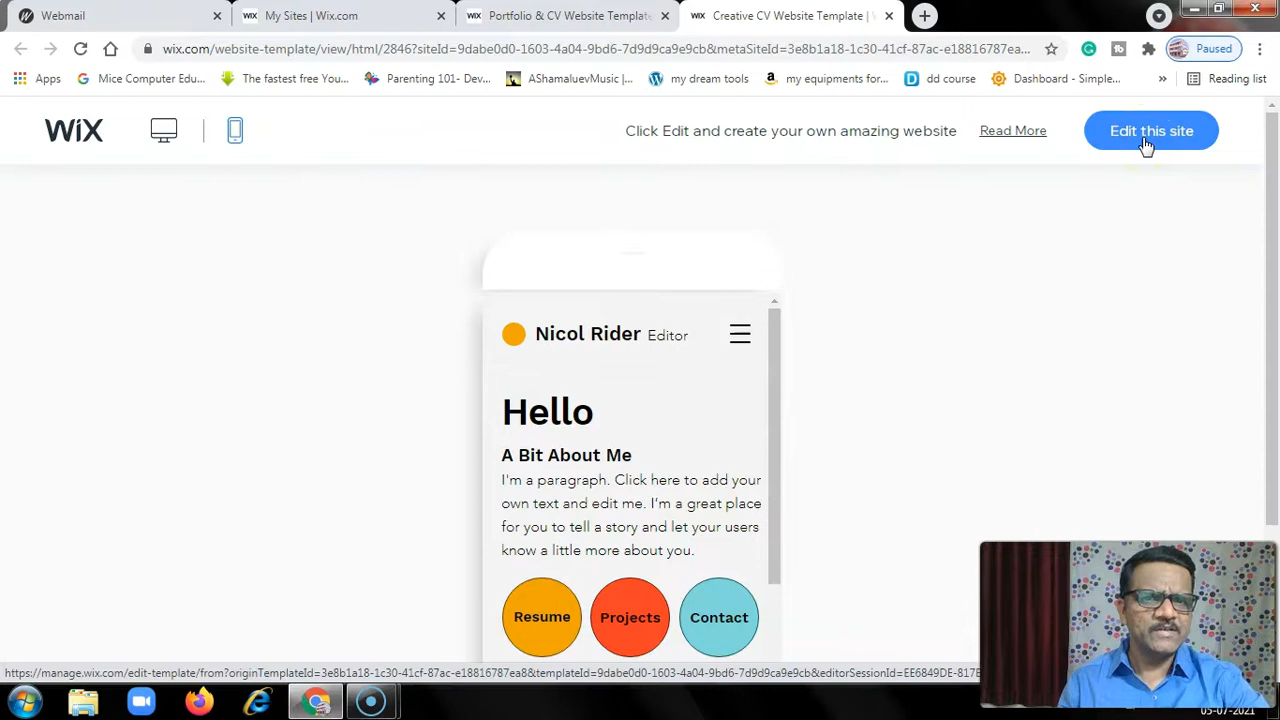 Webmail
My Sites | Wix.com
WIX Portfolio & CV Website Template
WIX Creative CV Website Template | W
wix.com/website-template/view/html/2846?siteId=9dabe0d0-1603-4a04-9bd6-7d9d9ca9e9cb&metaSiteId=3e8b1a18-1c30-41cf-87ac-e18816787ea...
Paused
Apps
Mice Computer Edu...
The fastest free You...
Parenting 101- Dev...
AShamaluevMusic |...
my dream tools
my equipments for...
dd course
Dashboard - Simple...
»
Reading list
WiX
Click Edit and create your own amazing website
Read More
Edit this site
Nicol Rider Editor
Hello
A Bit About Me
I'm a paragraph. Click here to add your
own text and edit me. I'm a great place
for you to tell a story and let your users
know a little more about you.
Resume
Projects
Contact
https://manage.wix.com/edit-template/from?originTemplateId=3e8b1a18-1c30-41cf-87ac-e18816787ea8&templateId=9dabe0d0-1603-4a04-9bd6-7d9d9ca9e9cb&editorSessionId=EE6849DE-817E
05-07-2021